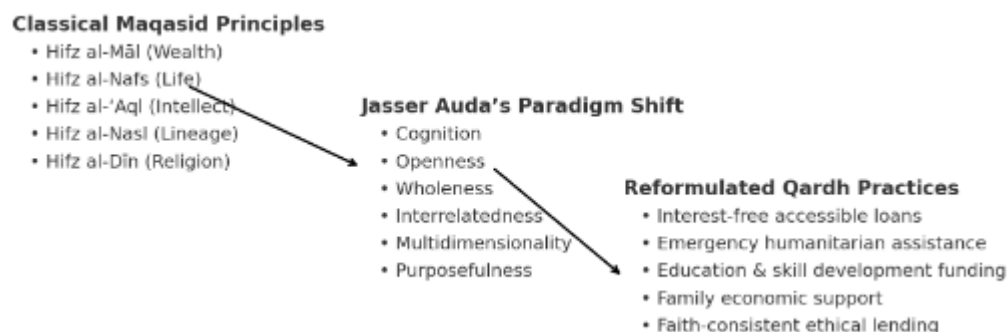 Classical Maqasid Principles
• Hifz al-Māl (Wealth)
• Hifz al-Nafs (Life)
• Hifz al-ʻAql (Intellect)
• Hifz al-Nasl (Lineage)
• Hifz al-Dīn (Religion)
Jasser Auda’s Paradigm Shift
• Cognition
• Openness
• Wholeness
• Interrelatedness
• Multidimensionality
• Purposefulness
Reformulated Qardh Practices
• Interest-free accessible loans
• Emergency humanitarian assistance
• Education & skill development funding
• Family economic support
• Faith-consistent ethical lending